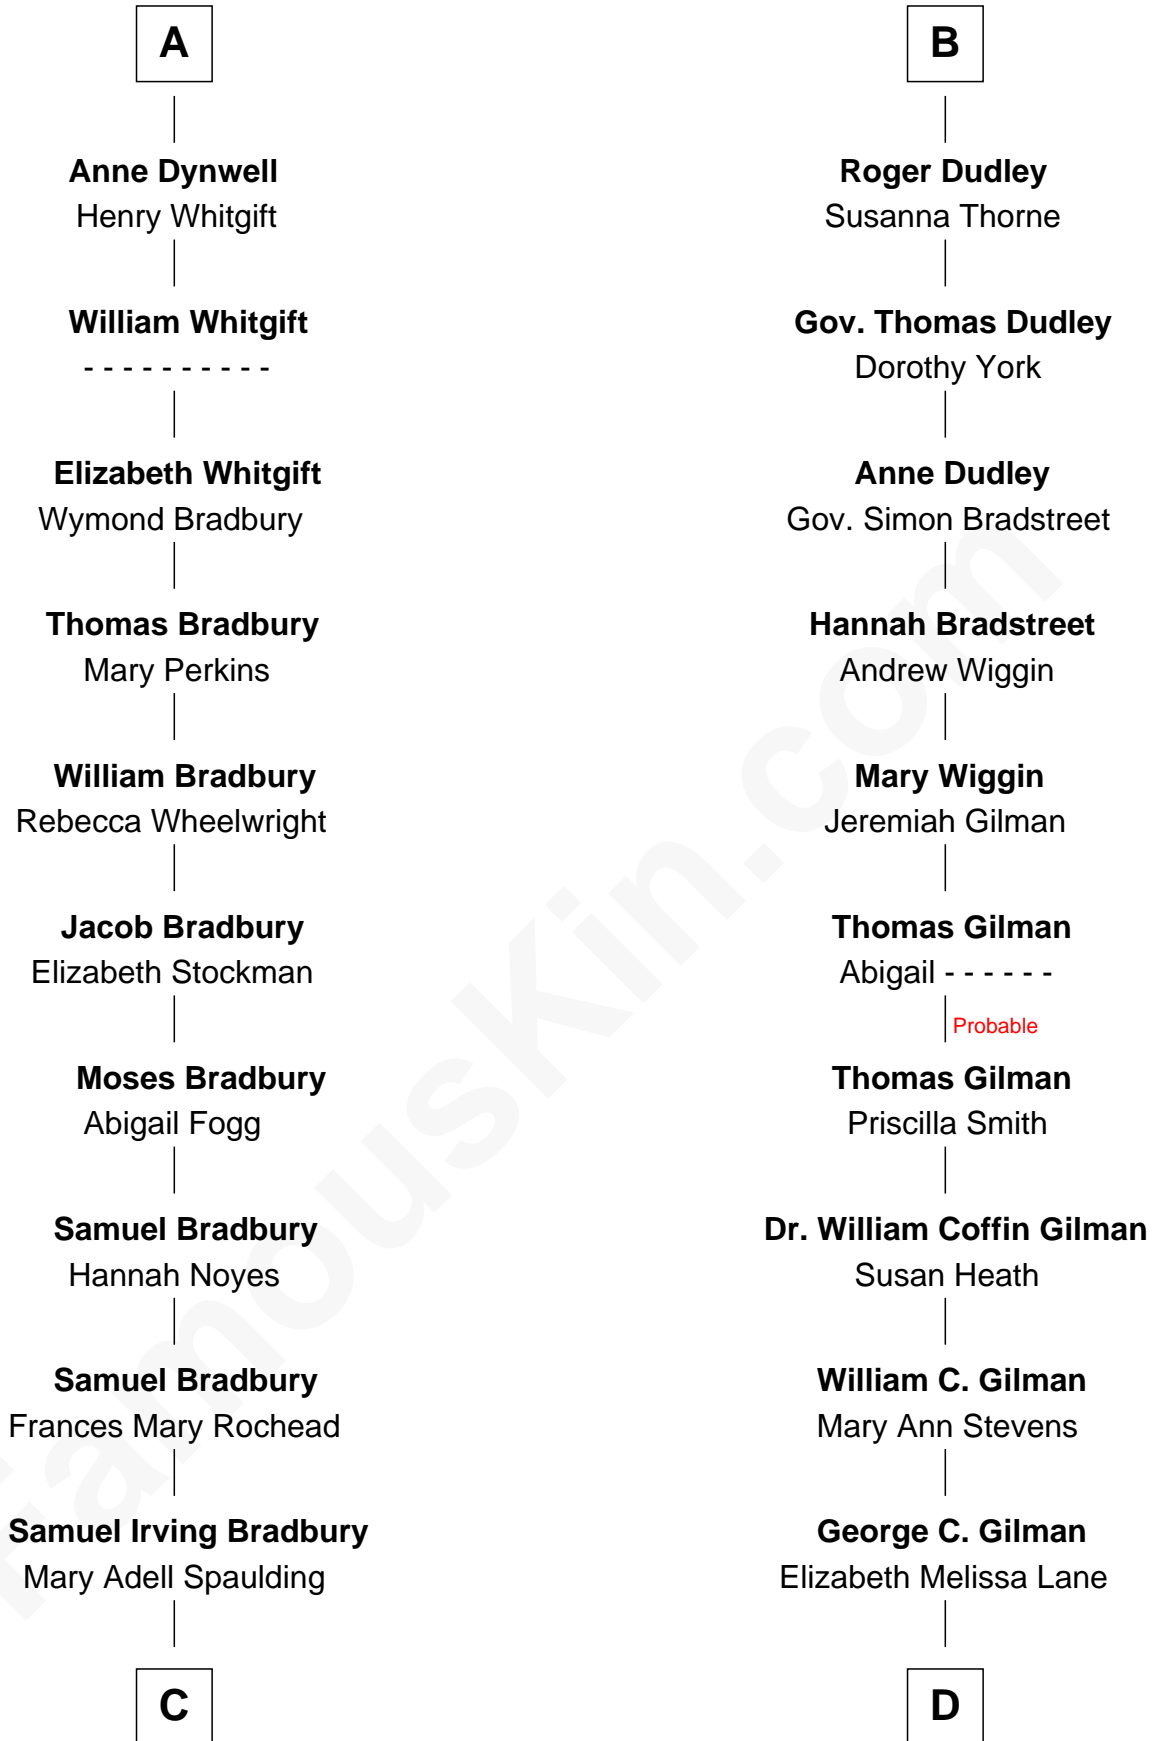 A
Anne Dynwell
Henry Whitgift
William Whitgift
- - - - - - - - - -
Elizabeth Whitgift
Wymond Bradbury
Thomas Bradbury
Mary Perkins
William Bradbury
Rebecca Wheelwright
Jacob Bradbury
Elizabeth Stockman
Moses Bradbury
Abigail Fogg
Samuel Bradbury
Hannah Noyes
Samuel Bradbury
Frances Mary Rochead
Samuel Irving Bradbury
Mary Adell Spaulding
C
B
Roger Dudley
Susanna Thorne
Gov. Thomas Dudley
Dorothy York
Anne Dudley
Gov. Simon Bradstreet
Hannah Bradstreet
Andrew Wiggin
Mary Wiggin
Jeremiah Gilman
Thomas Gilman
Abigail - - - - - -
Probable
Thomas Gilman
Priscilla Smith
Dr. William Coffin Gilman
Susan Heath
William C. Gilman
Mary Ann Stevens
George C. Gilman
Elizabeth Melissa Lane
D
FamousKin.com